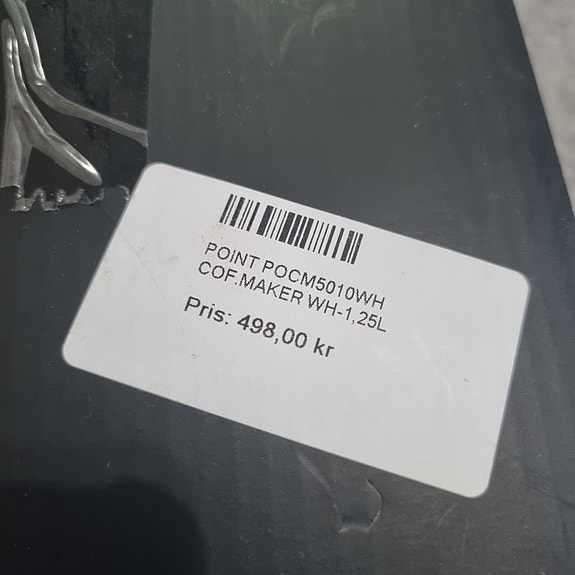 POINT POCM5010WH
COF.MAKER WH-1,25L
Pris: 498,00 kr